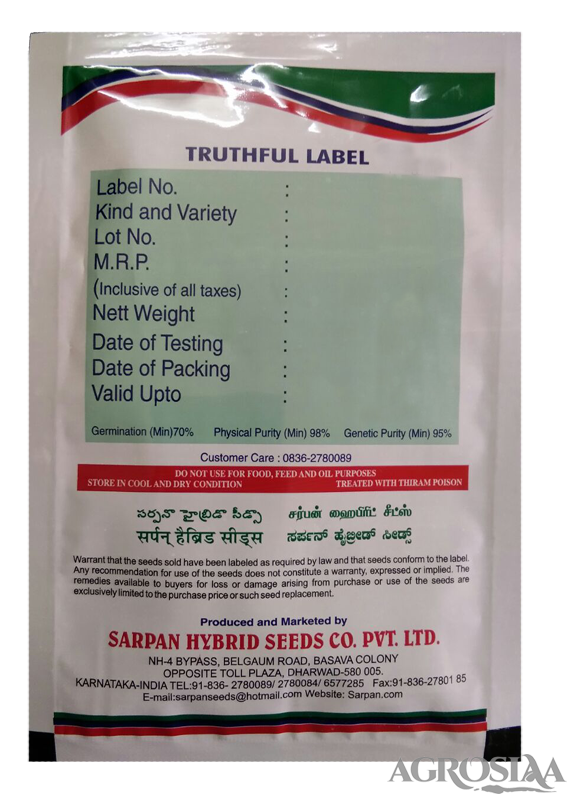 TRUTHFUL LABEL
Label No. :
Kind and Variety :
Lot No. :
M.R.P. :
(Inclusive of all taxes) :
Nett Weight :
Date of Testing :
Date of Packing :
Valid Upto :
Germination (Min)70% Physical Purity (Min) 98% Genetic Purity (Min) 95%
Customer Care : 0836-2780089
DO NOT USE FOR FOOD, FEED AND OIL PURPOSES
STORE IN COOL AND DRY CONDITION TREATED WITH THIRAM POISON
సర్పన్ హైబ్రిడ్ సీడ్స్ சர்பன் ஹைபிரிட் சீட்ஸ்
सर्पन् हैब्रिड सीड्स ಸರ್ಪನ್ ಹೈಬ್ರೀಡ್ ಸೀಡ್ಸ್
Warrant that the seeds sold have been labeled as required by law and that seeds conform to the label.
Any recommendation for use of the seeds does not constitute a warranty, expressed or implied. The
remedies available to buyers for loss or damage arising from purchase or use of the seeds are
exclusively limited to the purchase price or such seed replacement.
Produced and Marketed by
SARPAN HYBRID SEEDS CO. PVT. LTD.
NH-4 BYPASS, BELGAUM ROAD, BASAVA COLONY
OPPOSITE TOLL PLAZA, DHARWAD-580 005.
KARNATAKA-INDIA TEL:91-836- 2780089/ 2780084/ 6577285 Fax:91-836-27801 85
E-mail:sarpanseeds@hotmail.com Website: Sarpan.com
AGROSIAA